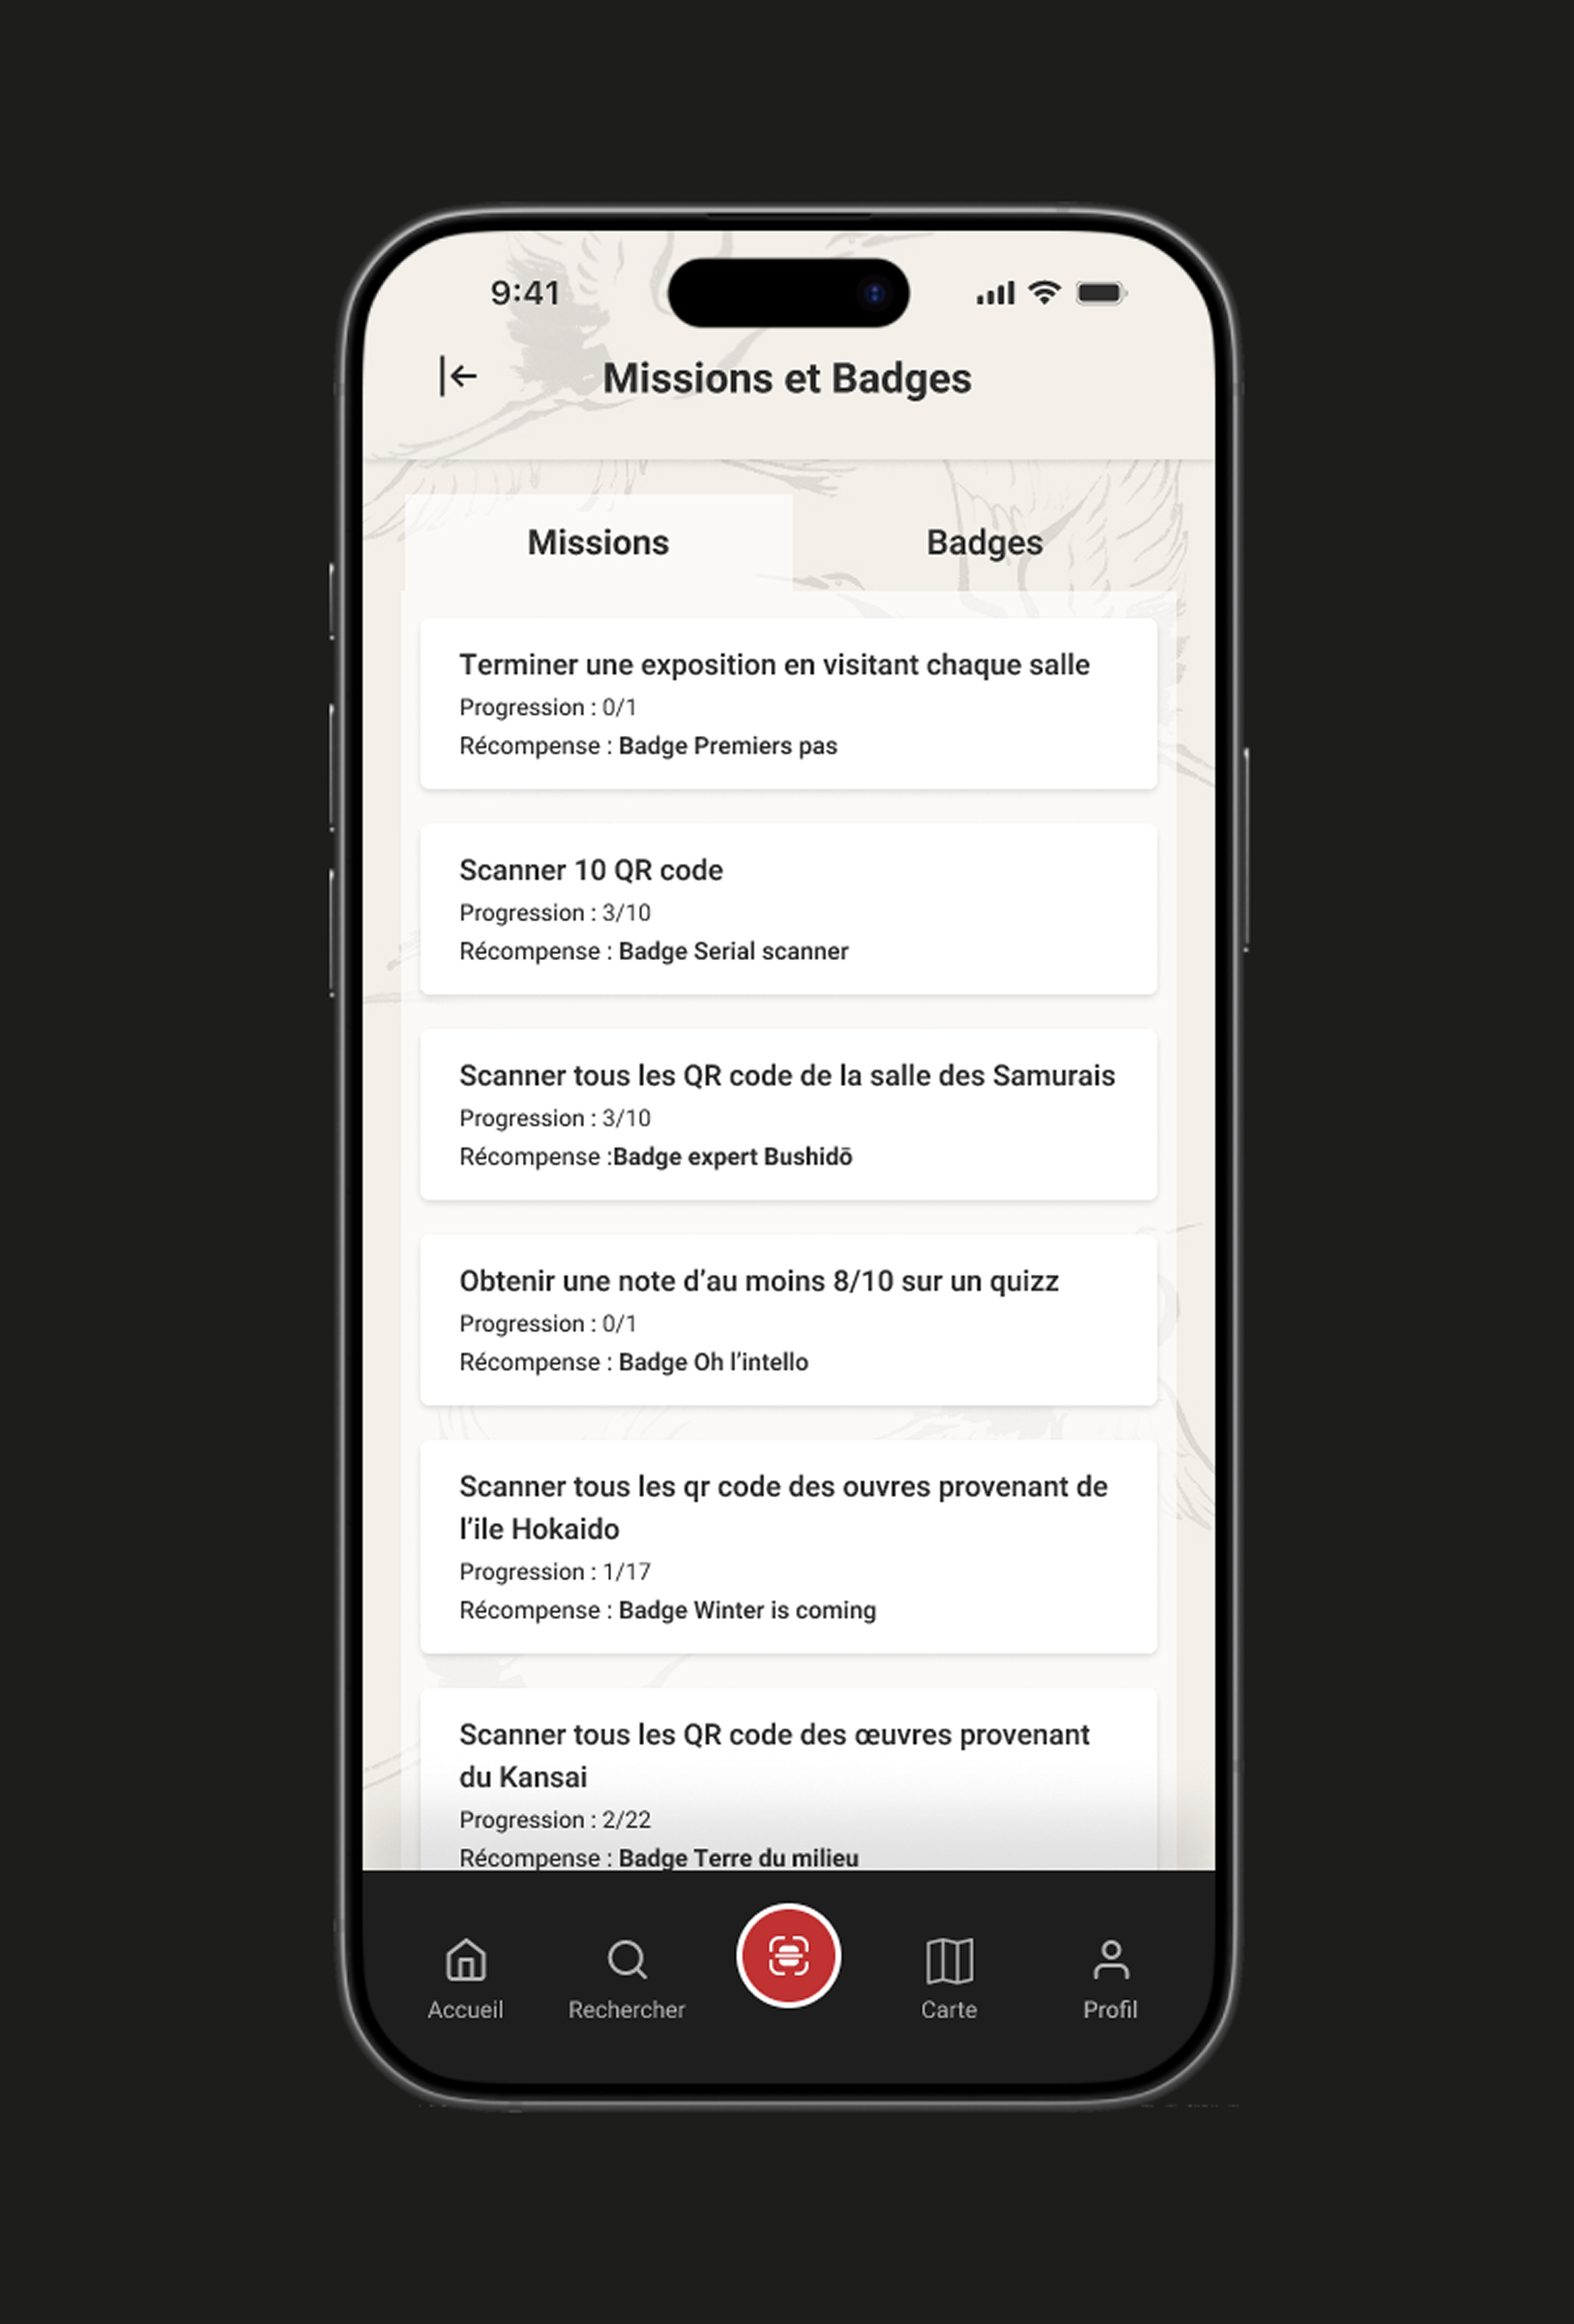 9:41
Missions et Badges
Missions
Badges
Terminer une exposition en visitant chaque salle
Progression : 0/1
Récompense : Badge Premiers pas
Scanner 10 QR code
Progression : 3/10
Récompense : Badge Serial scanner
Scanner tous les QR code de la salle des Samurais
Progression : 3/10
Récompense :Badge expert Bushidō
Obtenir une note d’au moins 8/10 sur un quizz
Progression : 0/1
Récompense : Badge Oh l’intello
Scanner tous les qr code des ouvres provenant de
l’ile Hokaido
Progression : 1/17
Récompense : Badge Winter is coming
Scanner tous les QR code des œuvres provenant
du Kansai
Progression : 2/22
Récompense : Badge Terre du milieu
Accueil
Rechercher
Carte
Profil